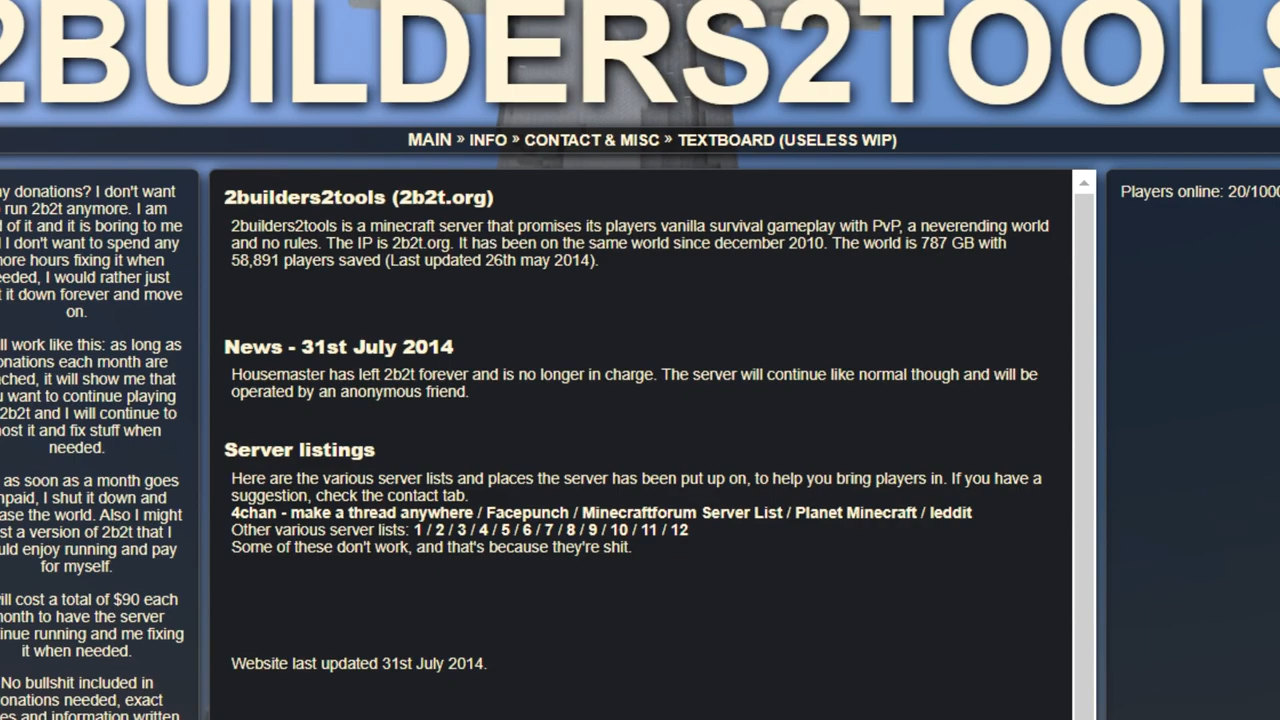 2BUILDERS2TOOLS
MAIN » INFO » CONTACT & MISC » TEXTBOARD (USELESS WIP)
donations? I don't want
run 2b2t anymore. I am
of it and it is boring to me
I don't want to spend any
more hours fixing it when
needed, I would rather just
it down forever and move
on.
work like this: as long as
donations each month are
it will show me that
want to continue playing
2b2t and I will continue to
host it and fix stuff when
needed.
as soon as a month goes
unpaid, I shut it down and
the world. Also I might
a version of 2b2t that I
would enjoy running and pay
for myself.
will cost a total of $90 each
month to have the server
continue running and me fixing
it when needed.
No bullshit included in
donations needed, exact
and information written
2builders2tools (2b2t.org)
2builders2tools is a minecraft server that promises its players vanilla survival gameplay with PvP, a neverending world
and no rules. The IP is 2b2t.org. It has been on the same world since december 2010. The world is 787 GB with
58,891 players saved (Last updated 26th may 2014).
News - 31st July 2014
Housemaster has left 2b2t forever and is no longer in charge. The server will continue like normal though and will be
operated by an anonymous friend.
Server listings
Here are the various server lists and places the server has been put up on, to help you bring players in. If you have a
suggestion, check the contact tab.
4chan - make a thread anywhere / Facepunch / Minecraftforum Server List / Planet Minecraft / leddit
Other various server lists: 1 / 2 / 3 / 4 / 5 / 6 / 7 / 8 / 9 / 10 / 11 / 12
Some of these don't work, and that's because they're shit.
Website last updated 31st July 2014.
Players online: 20/1000